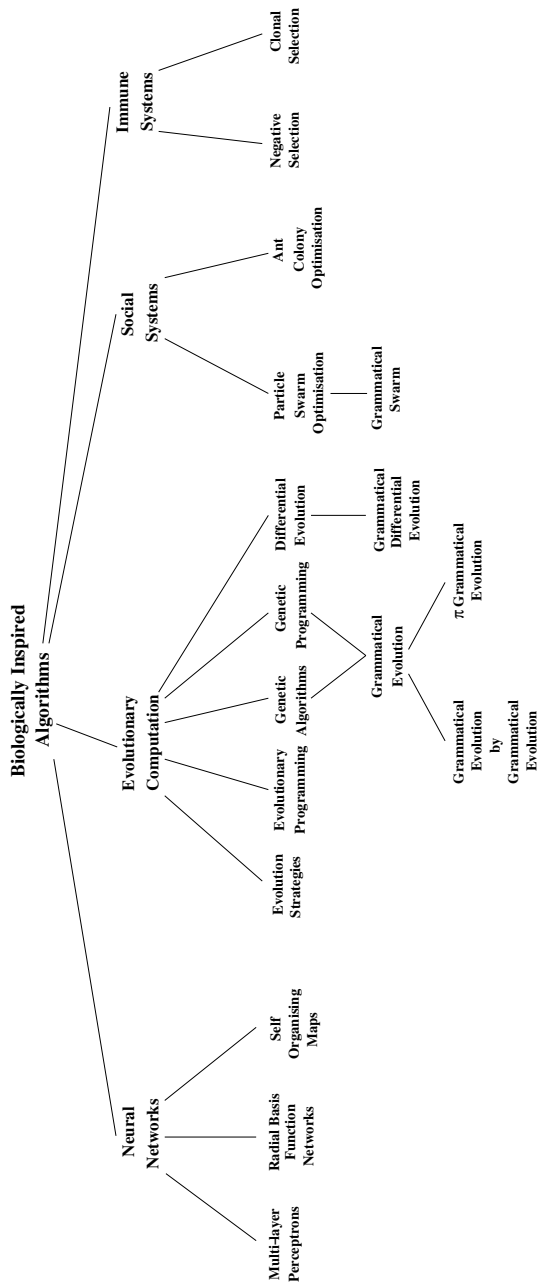 Biologically Inspired
Algorithms
Neural
Networks
Evolutionary
Computation
Social
Systems
Immune
Systems
Multi-layer
Perceptrons
Radial Basis
Function
Networks
Self
Organising
Maps
Evolution
Strategies
Evolutionary
Programming
Genetic
Algorithms
Genetic
Programming
Differential
Evolution
Particle
Swarm
Optimisation
Ant
Colony
Optimisation
Negative
Selection
Clonal
Selection
Grammatical
Evolution
Grammatical
Differential
Evolution
Grammatical
Swarm
Grammatical
Evolution
by
Grammatical
Evolution
π Grammatical
Evolution